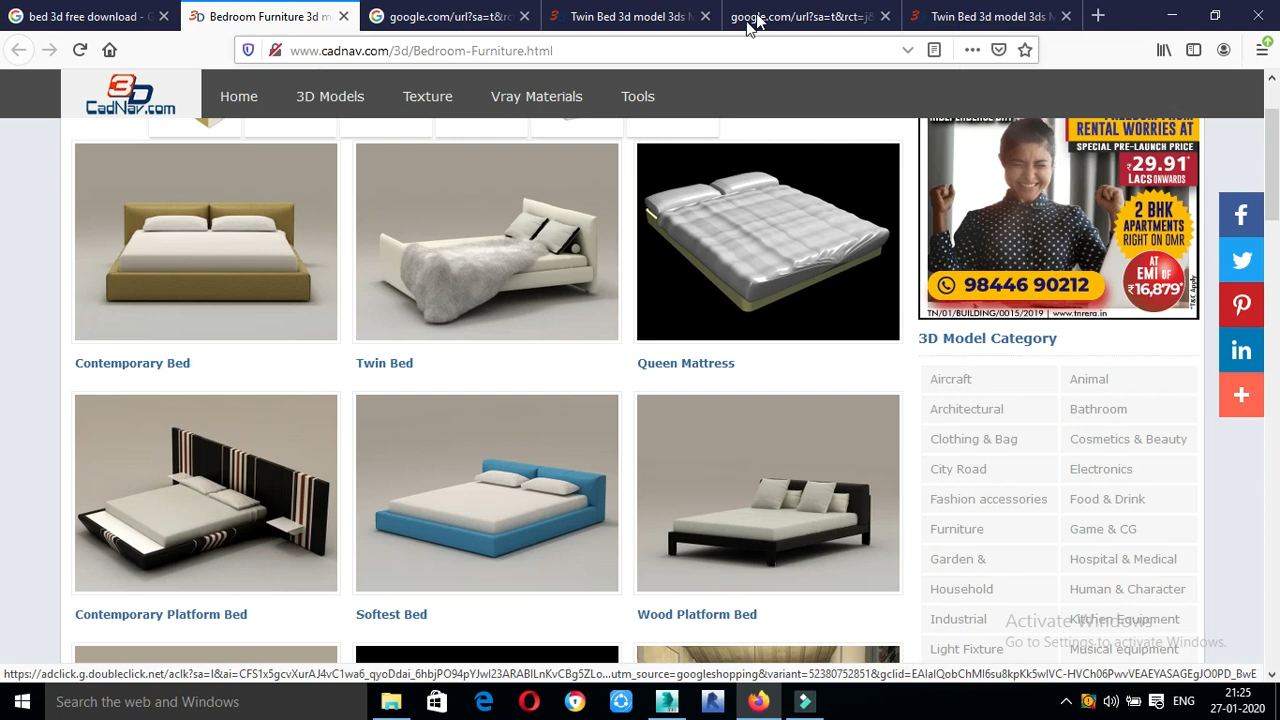 bed 3d free download - G
Bedroom Furniture 3d m
google.com/url?sa=t&rct
Twin Bed 3d model 3ds M
google.com/url?sa=t&rct=j&
Twin Bed 3d model 3ds M
www.cadnav.com/3d/Bedroom-Furniture.html
3D
CadNav.com
Home
3D Models
Texture
Vray Materials
Tools
RENTAL WORRIES AT
SPECIAL PRE-LAUNCH PRICE
₹29.91*
LACS ONWARDS
2 BHK
APARTMENTS
RIGHT ON OMR
AT
EMI OF
₹16,879*
*T&C Apply
98446 90212
TN/01/BUILDING/0015/2019 | www.tnrera.in
Contemporary Bed
Twin Bed
Queen Mattress
3D Model Category
Aircraft
Animal
Architectural
Bathroom
Clothing & Bag
Cosmetics & Beauty
City Road
Electronics
Fashion accessories
Food & Drink
Furniture
Game & CG
Garden &
Hospital & Medical
Household
Human & Character
Industrial
Kitchen Equipment
Light Fixture
Musical equipment
Contemporary Platform Bed
Softest Bed
Wood Platform Bed
Activate Windows
Go to Settings to activate Windows.
Search the web and Windows
ENG
21:25
27-01-2020